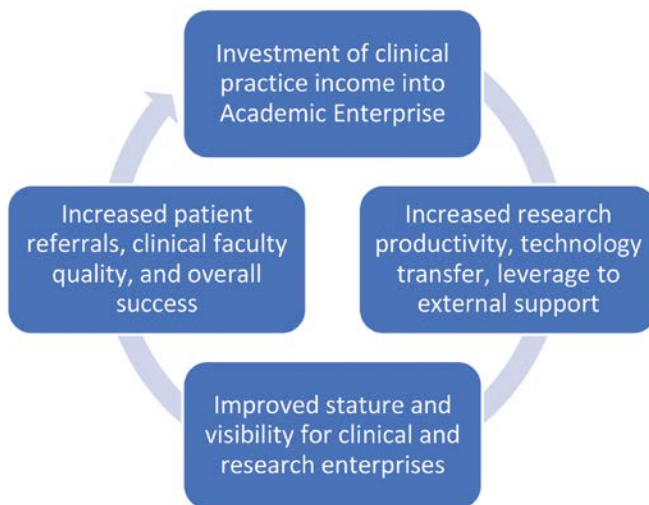 Investment of clinical
practice income into
Academic Enterprise
Increased patient
referrals, clinical faculty
quality, and overall
success
Increased research
productivity, technology
transfer, leverage to
external support
Improved stature and
visibility for clinical and
research enterprises